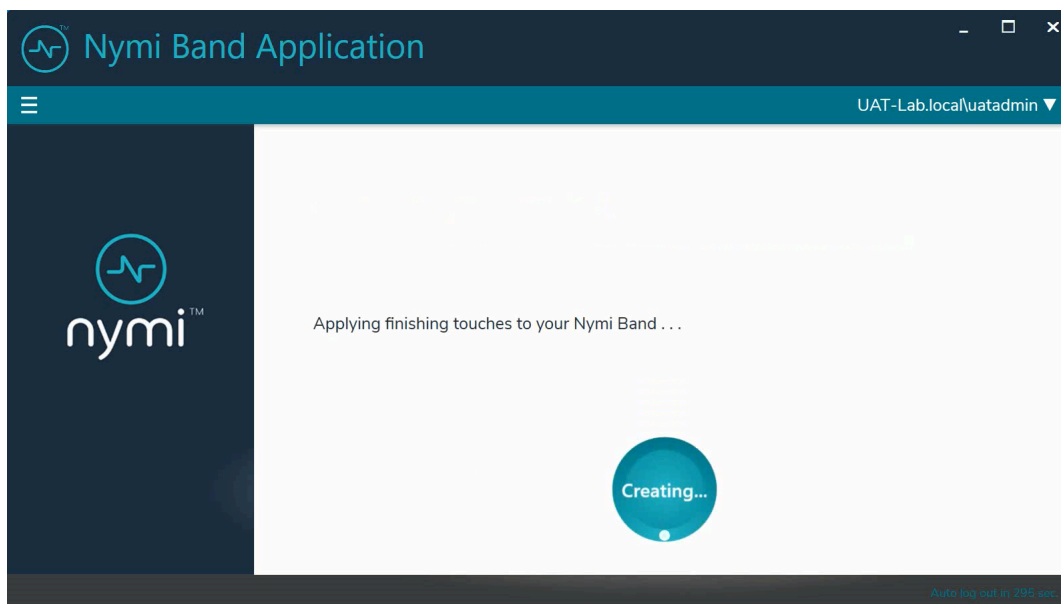 Nymi Band Application
UAT-Lab.local\uatadmin
nymi™
Applying finishing touches to your Nymi Band . . .
Creating...
Auto log out in 296 sec